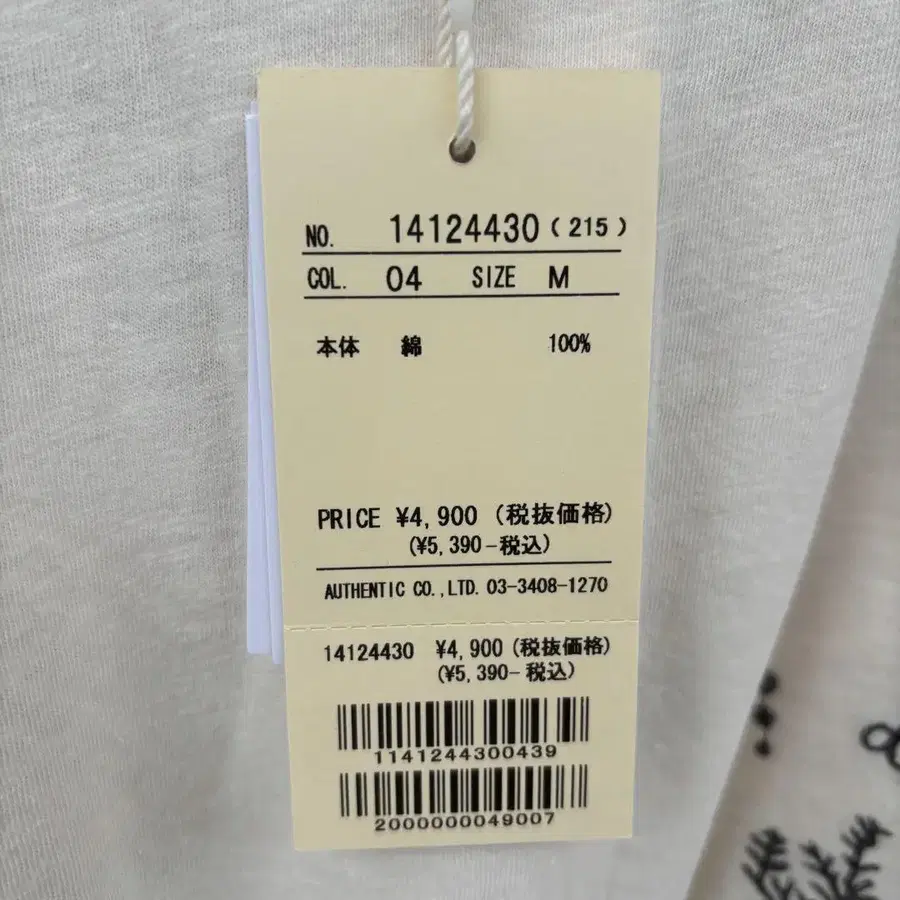 NO. 14124430 (215)
COL. 04 SIZE M
本体 綿 100%
PRICE ¥4,900 (税抜価格)
(¥5,390-税込)
AUTHENTIC CO.,LTD. 03-3408-1270
14124430 ¥4,900 (税抜価格)
(¥5,390-税込)
1141244300439
2000000049007